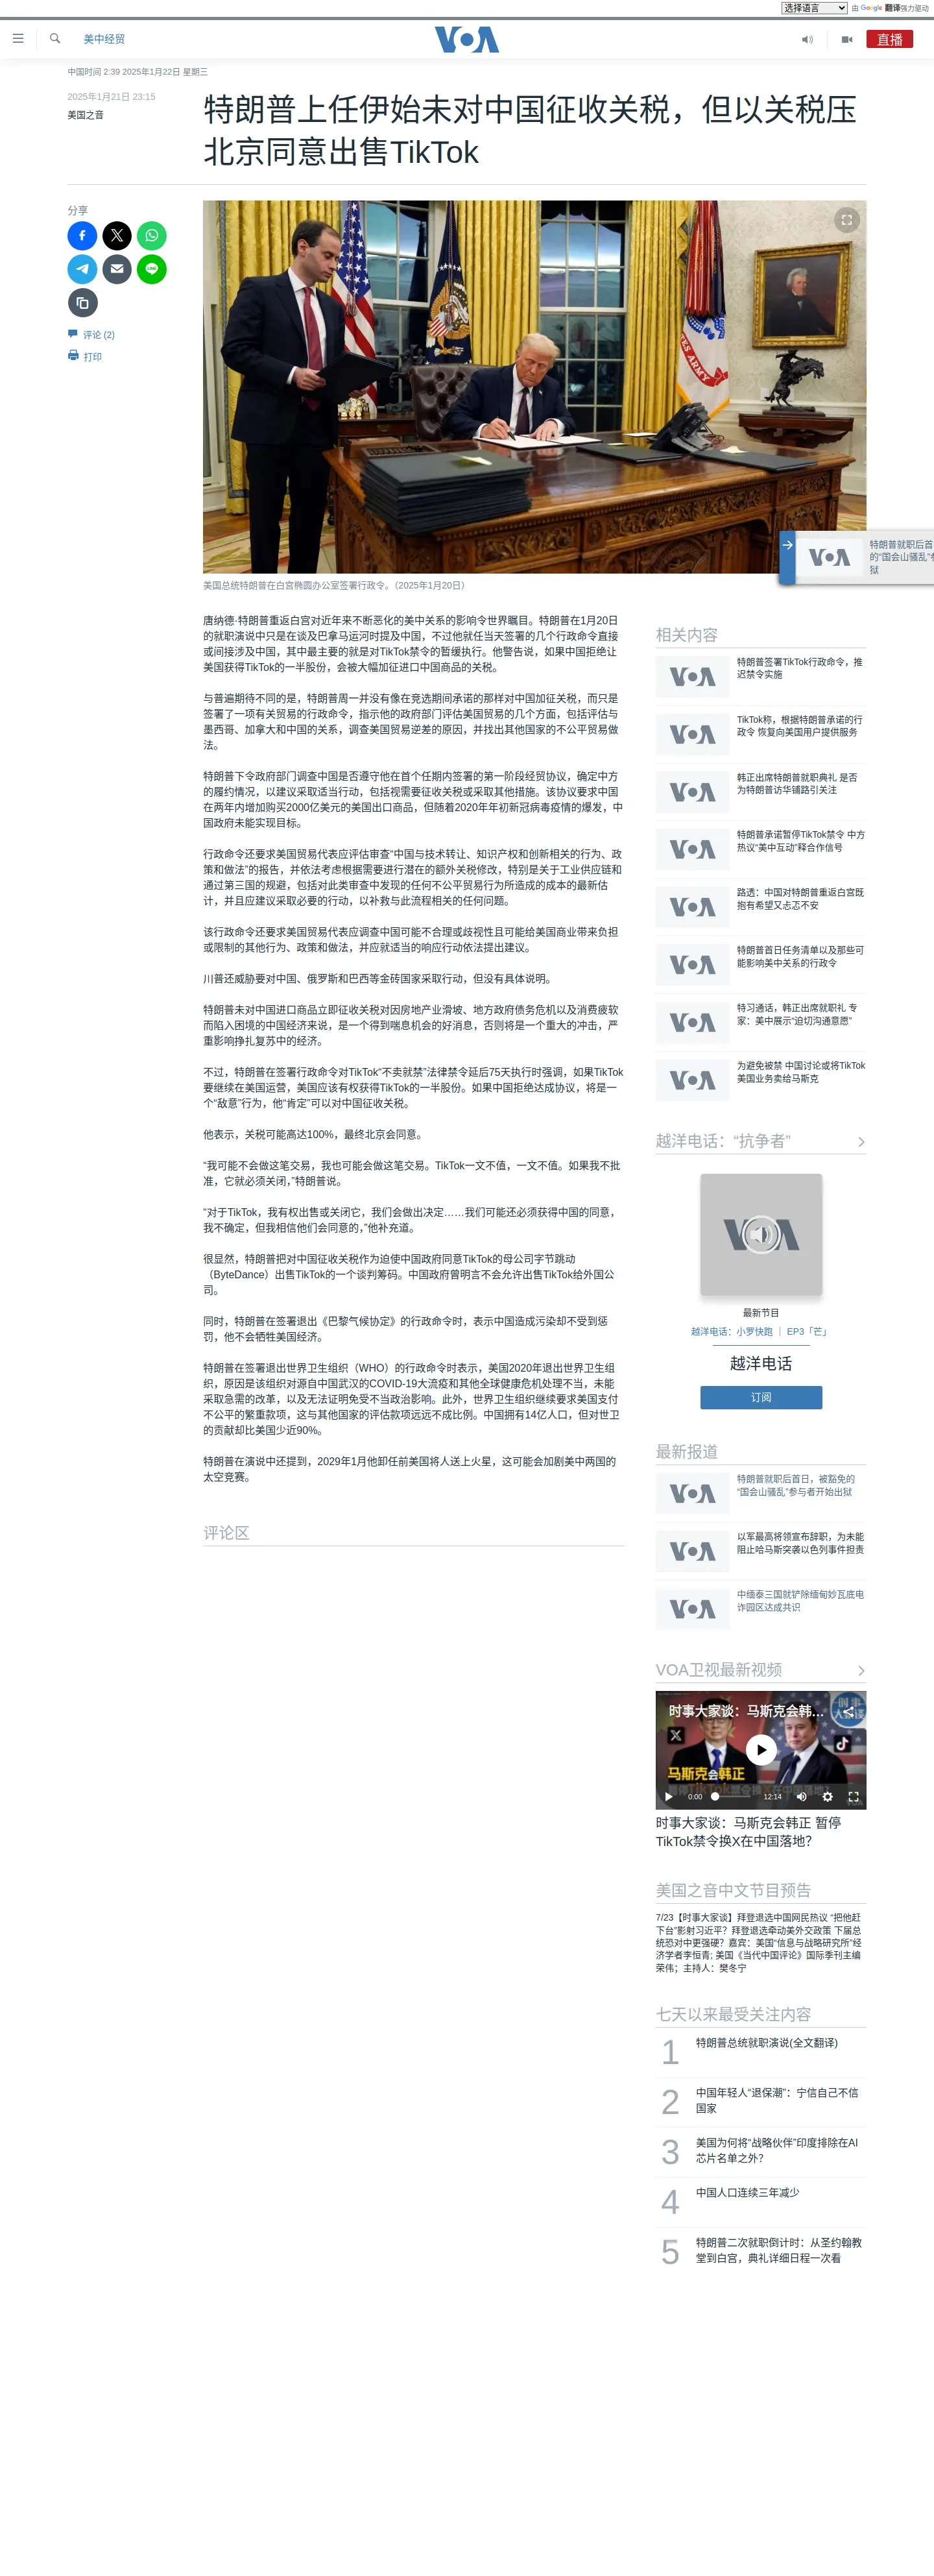 选择语言
由 Google 翻译强力驱动
美中经贸
VOA
直播
中国时间 2:39 2025年1月22日 星期三
2025年1月21日 23:15
美国之音
特朗普上任伊始未对中国征收关税，但以关税压
北京同意出售TikTok
分享
评论 (2)
打印
美国总统特朗普在白宫椭圆办公室签署行政令。（2025年1月20日）
特朗普就职后首
的“国会山骚乱”参
狱
唐纳德·特朗普重返白宫对近年来不断恶化的美中关系的影响令世界瞩目。特朗普在1月20日
的就职演说中只是在谈及巴拿马运河时提及中国，不过他就任当天签署的几个行政命令直接
或间接涉及中国，其中最主要的就是对TikTok禁令的暂缓执行。他警告说，如果中国拒绝让
美国获得TikTok的一半股份，会被大幅加征进口中国商品的关税。
与普遍期待不同的是，特朗普周一并没有像在竞选期间承诺的那样对中国加征关税，而只是
签署了一项有关贸易的行政命令，指示他的政府部门评估美国贸易的几个方面，包括评估与
墨西哥、加拿大和中国的关系，调查美国贸易逆差的原因，并找出其他国家的不公平贸易做
法。
特朗普下令政府部门调查中国是否遵守他在首个任期内签署的第一阶段经贸协议，确定中方
的履约情况，以建议采取适当行动，包括视需要征收关税或采取其他措施。该协议要求中国
在两年内增加购买2000亿美元的美国出口商品，但随着2020年年初新冠病毒疫情的爆发，中
国政府未能实现目标。
行政命令还要求美国贸易代表应评估审查“中国与技术转让、知识产权和创新相关的行为、政
策和做法”的报告，并依法考虑根据需要进行潜在的额外关税修改，特别是关于工业供应链和
通过第三国的规避，包括对此类审查中发现的任何不公平贸易行为所造成的成本的最新估
计，并且应建议采取必要的行动，以补救与此流程相关的任何问题。
该行政命令还要求美国贸易代表应调查中国可能不合理或歧视性且可能给美国商业带来负担
或限制的其他行为、政策和做法，并应就适当的响应行动依法提出建议。
川普还威胁要对中国、俄罗斯和巴西等金砖国家采取行动，但没有具体说明。
特朗普未对中国进口商品立即征收关税对因房地产业滑坡、地方政府债务危机以及消费疲软
而陷入困境的中国经济来说，是一个得到喘息机会的好消息，否则将是一个重大的冲击，严
重影响挣扎复苏中的经济。
不过，特朗普在签署行政命令对TikTok“不卖就禁”法律禁令延后75天执行时强调，如果TikTok
要继续在美国运营，美国应该有权获得TikTok的一半股份。如果中国拒绝达成协议，将是一
个“敌意”行为，他“肯定”可以对中国征收关税。
他表示，关税可能高达100%，最终北京会同意。
“我可能不会做这笔交易，我也可能会做这笔交易。TikTok一文不值，一文不值。如果我不批
准，它就必须关闭，”特朗普说。
“对于TikTok，我有权出售或关闭它，我们会做出决定……我们可能还必须获得中国的同意，
我不确定，但我相信他们会同意的，”他补充道。
很显然，特朗普把对中国征收关税作为迫使中国政府同意TikTok的母公司字节跳动
（ByteDance）出售TikTok的一个谈判筹码。中国政府曾明言不会允许出售TikTok给外国公
司。
同时，特朗普在签署退出《巴黎气候协定》的行政命令时，表示中国造成污染却不受到惩
罚，他不会牺牲美国经济。
特朗普在签署退出世界卫生组织（WHO）的行政命令时表示，美国2020年退出世界卫生组
织，原因是该组织对源自中国武汉的COVID-19大流疫和其他全球健康危机处理不当，未能
采取急需的改革，以及无法证明免受不当政治影响。此外，世界卫生组织继续要求美国支付
不公平的繁重款项，这与其他国家的评估款项远远不成比例。中国拥有14亿人口，但对世卫
的贡献却比美国少近90%。
特朗普在演说中还提到，2029年1月他卸任前美国将人送上火星，这可能会加剧美中两国的
太空竞赛。
评论区
相关内容
特朗普签署TikTok行政命令，推
迟禁令实施
TikTok称，根据特朗普承诺的行
政令 恢复向美国用户提供服务
韩正出席特朗普就职典礼 是否
为特朗普访华铺路引关注
特朗普承诺暂停TikTok禁令 中方
热议“美中互动”释合作信号
路透：中国对特朗普重返白宫既
抱有希望又忐忑不安
特朗普首日任务清单以及那些可
能影响美中关系的行政令
特习通话，韩正出席就职礼 专
家：美中展示“迫切沟通意愿”
为避免被禁 中国讨论或将TikTok
美国业务卖给马斯克
越洋电话：“抗争者”
最新节目
越洋电话：小罗快跑 ｜ EP3「芒」
越洋电话
订阅
最新报道
特朗普就职后首日，被豁免的
“国会山骚乱”参与者开始出狱
以军最高将领宣布辞职，为未能
阻止哈马斯突袭以色列事件担责
中缅泰三国就铲除缅甸妙瓦底电
诈园区达成共识
VOA卫视最新视频
时事大家谈：马斯克会韩…
马斯克会韩正
0:00
12:14
时事大家谈：马斯克会韩正 暂停
TikTok禁令换X在中国落地？
美国之音中文节目预告
7/23【时事大家谈】拜登退选中国网民热议 “把他赶
下台”影射习近平？拜登退选牵动美外交政策 下届总
统恐对中更强硬？嘉宾：美国“信息与战略研究所”经
济学者李恒青; 美国《当代中国评论》国际季刊主编
荣伟；主持人：樊冬宁
七天以来最受关注内容
1 特朗普总统就职演说(全文翻译)
2 中国年轻人“退保潮”：宁信自己不信
国家
3 美国为何将“战略伙伴”印度排除在AI
芯片名单之外？
4 中国人口连续三年减少
5 特朗普二次就职倒计时：从圣约翰教
堂到白宫，典礼详细日程一次看